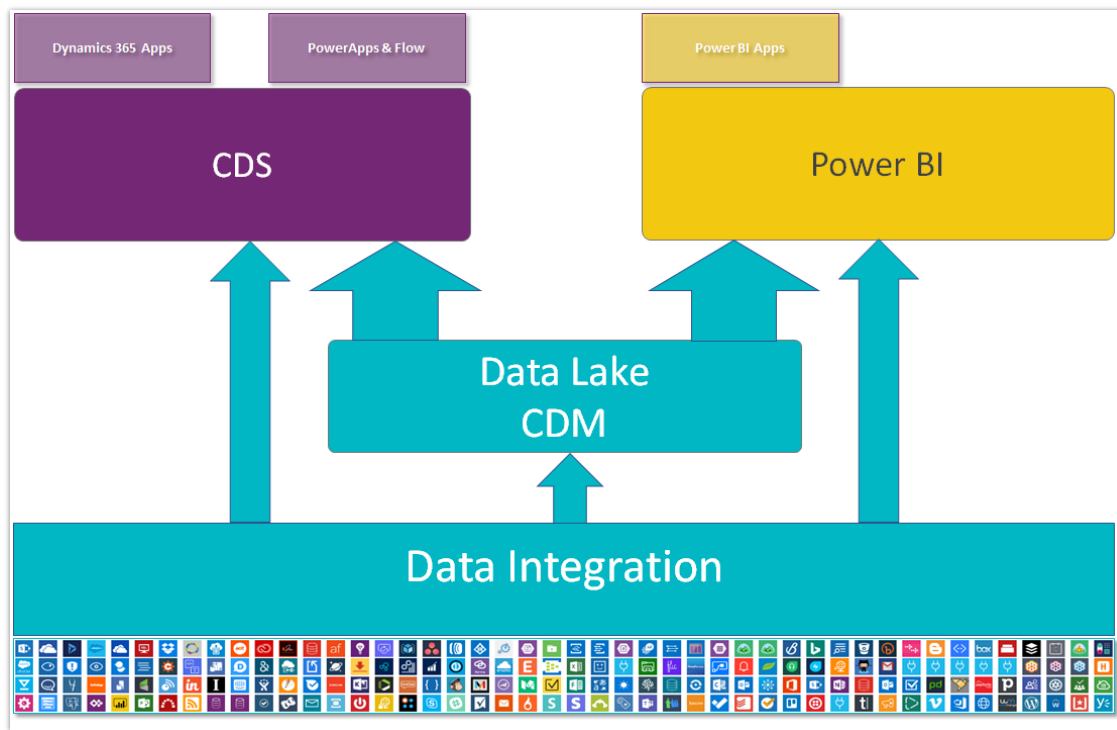 Dynamics 365 Apps
PowerApps & Flow
Power BI Apps
CDS
Power BI
Data Lake
CDM
Data Integration